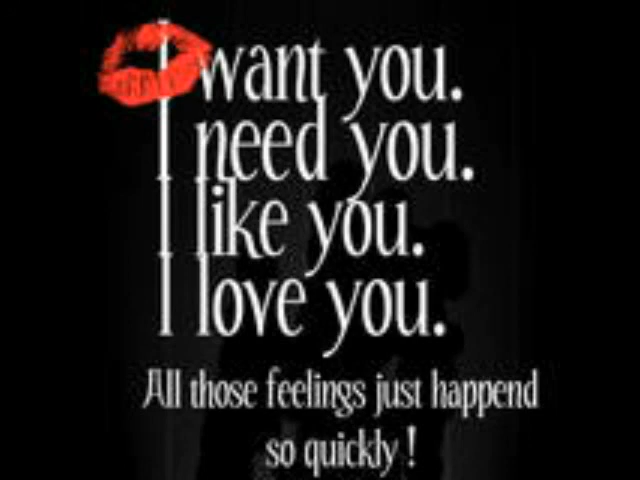 I want you.
I need you.
I like you.
I love you.
All those feelings just happend
so quickly !